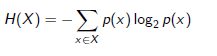 H(X) = − ∑ p(x) log₂ p(x)
x∈X